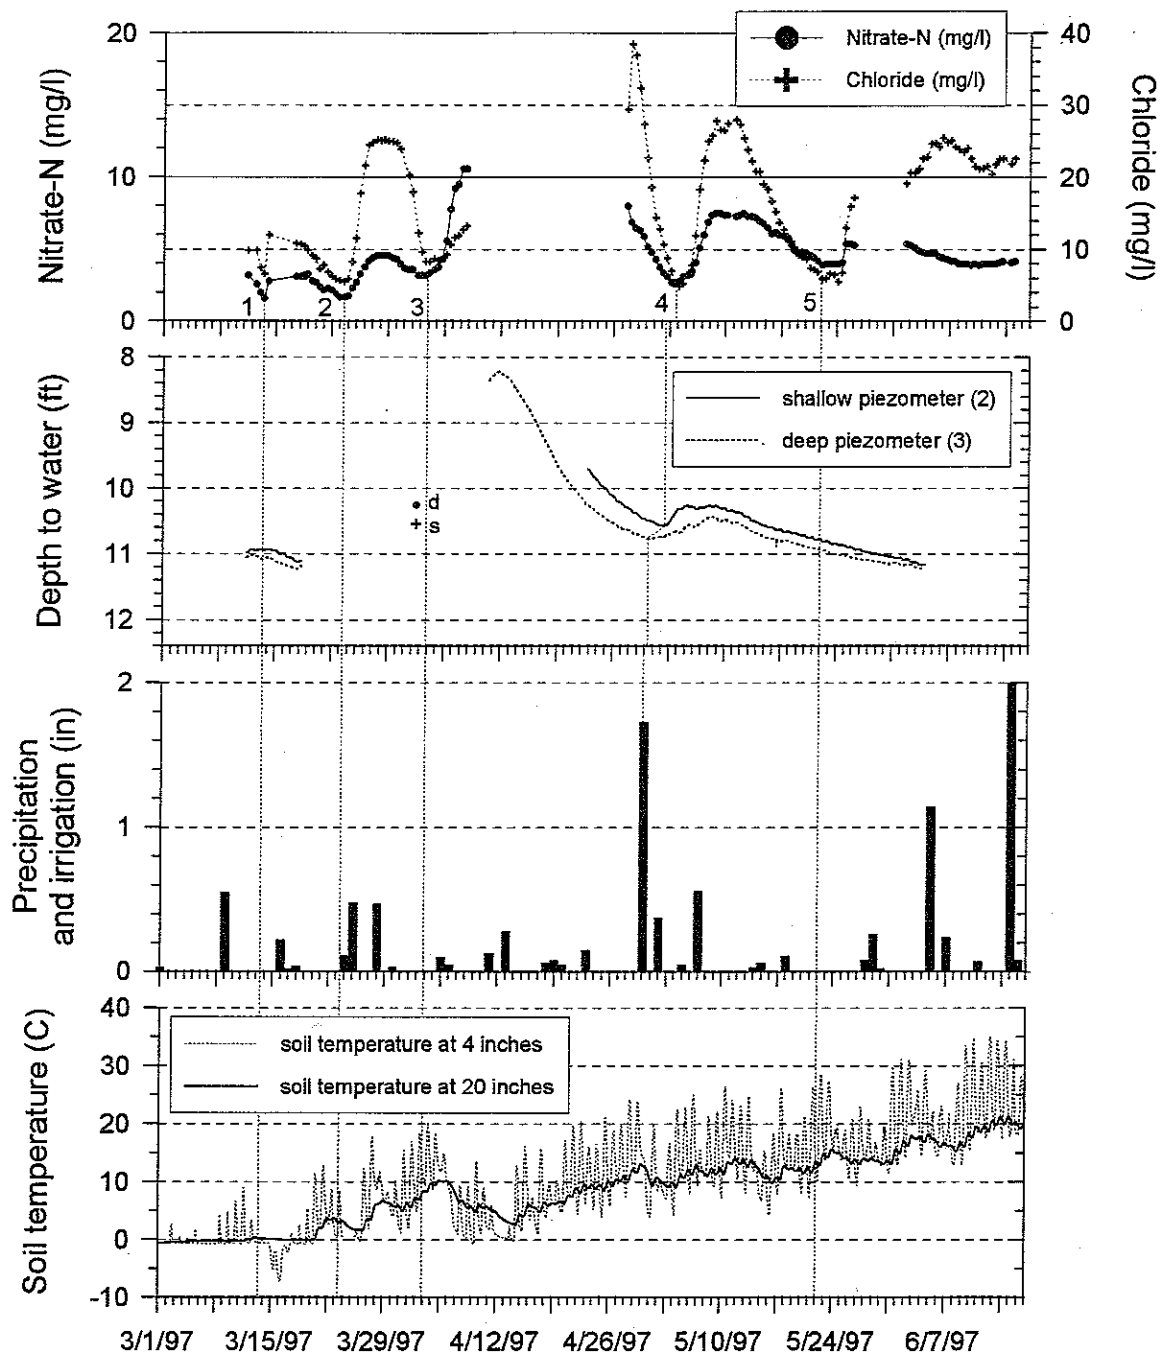 20
10
0
Nitrate-N (mg/l)
Nitrate-N (mg/l)
Chloride (mg/l)
40
30
20
10
0
Chloride (mg/l)
1
2
3
4
5
8
9
10
11
12
Depth to water (ft)
shallow piezometer (2)
deep piezometer (3)
d
s
2
1
0
Precipitation
and irrigation (in)
40
30
20
10
0
-10
Soil temperature (C)
soil temperature at 4 inches
soil temperature at 20 inches
3/1/97 3/15/97 3/29/97 4/12/97 4/26/97 5/10/97 5/24/97 6/7/97